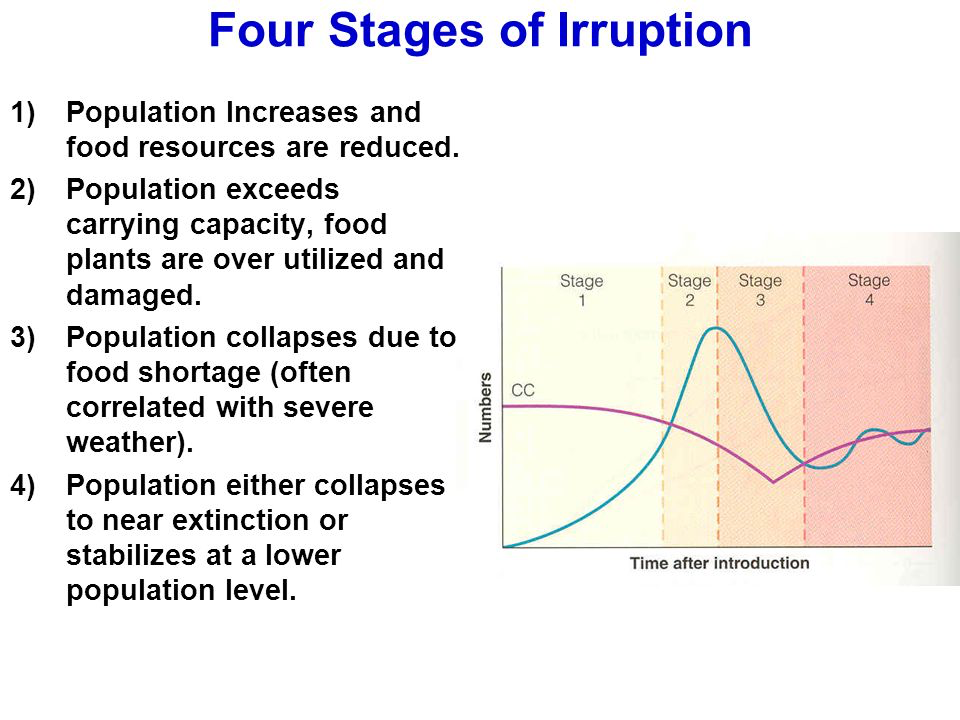 Four Stages of Irruption
1) Population Increases and
food resources are reduced.
2) Population exceeds
carrying capacity, food
plants are over utilized and
damaged.
3) Population collapses due to
food shortage (often
correlated with severe
weather).
4) Population either collapses
to near extinction or
stabilizes at a lower
population level.
Stage
1
Stage
2
Stage
3
Stage
4
CC
Numbers
Time after introduction